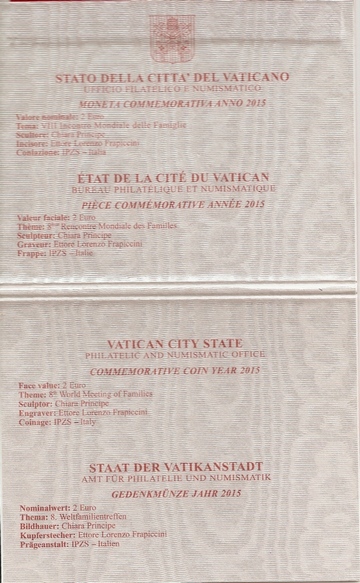 STATO DELLA CITTA' DEL VATICANO
UFFICIO FILATELICO E NUMISMATICO
MONETA COMMEMORATIVA ANNO 2015
Valore nominale: 2 Euro
Tema: VIII Incontro Mondiale delle Famiglie
Scultore: Chiara Principe
Incisore: Ettore Lorenzo Frapiccini
Coniazione: IPZS – Italia
ÉTAT DE LA CITÉ DU VATICAN
BUREAU PHILATÉLIQUE ET NUMISMATIQUE
PIÈCE COMMÉMORATIVE ANNÉE 2015
Valeur faciale: 2 Euro
Thème: 8ème Rencontre Mondiale des Familles
Sculpteur: Chiara Principe
Graveur: Ettore Lorenzo Frapiccini
Frappe: IPZS – Italie
VATICAN CITY STATE
PHILATELIC AND NUMISMATIC OFFICE
COMMEMORATIVE COIN YEAR 2015
Face value: 2 Euro
Theme: 8th World Meeting of Families
Sculptor: Chiara Principe
Engraver: Ettore Lorenzo Frapiccini
Coinage: IPZS – Italy
STAAT DER VATIKANSTADT
AMT FÜR PHILATELIE UND NUMISMATIK
GEDENKMÜNZE JAHR 2015
Nominalwert: 2 Euro
Thema: 8. Weltfamilientreffen
Bildhauer: Chiara Principe
Kupferstecher: Ettore Lorenzo Frapiccini
Prägeanstalt: IPZS – Italien